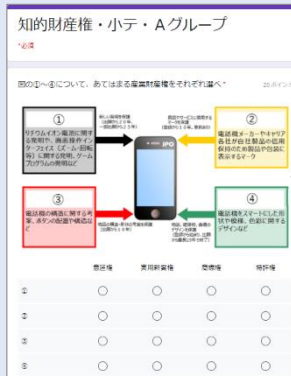 知的財産権・小テ・Aグループ
*必須
図の①~④について、あてはまる産業財産権をそれぞれ選べ *
20 ポイント
①
リチウムイオン電池に関する発明や、画面操作インターフェイス（ズーム・回転等）に関する発明、ゲームプログラムの発明など
②
電話機メーカーやキャリア各社が自社製品の信用保持のため製品や包装に表示するマーク
JPO
③
電話機の構造に関する考案、ボタンの配置や構造など
④
電話機をスマートにした形状や模様、色彩に関するデザインなど
意匠権 実用新案権 商標権 特許権
①
②
③
④